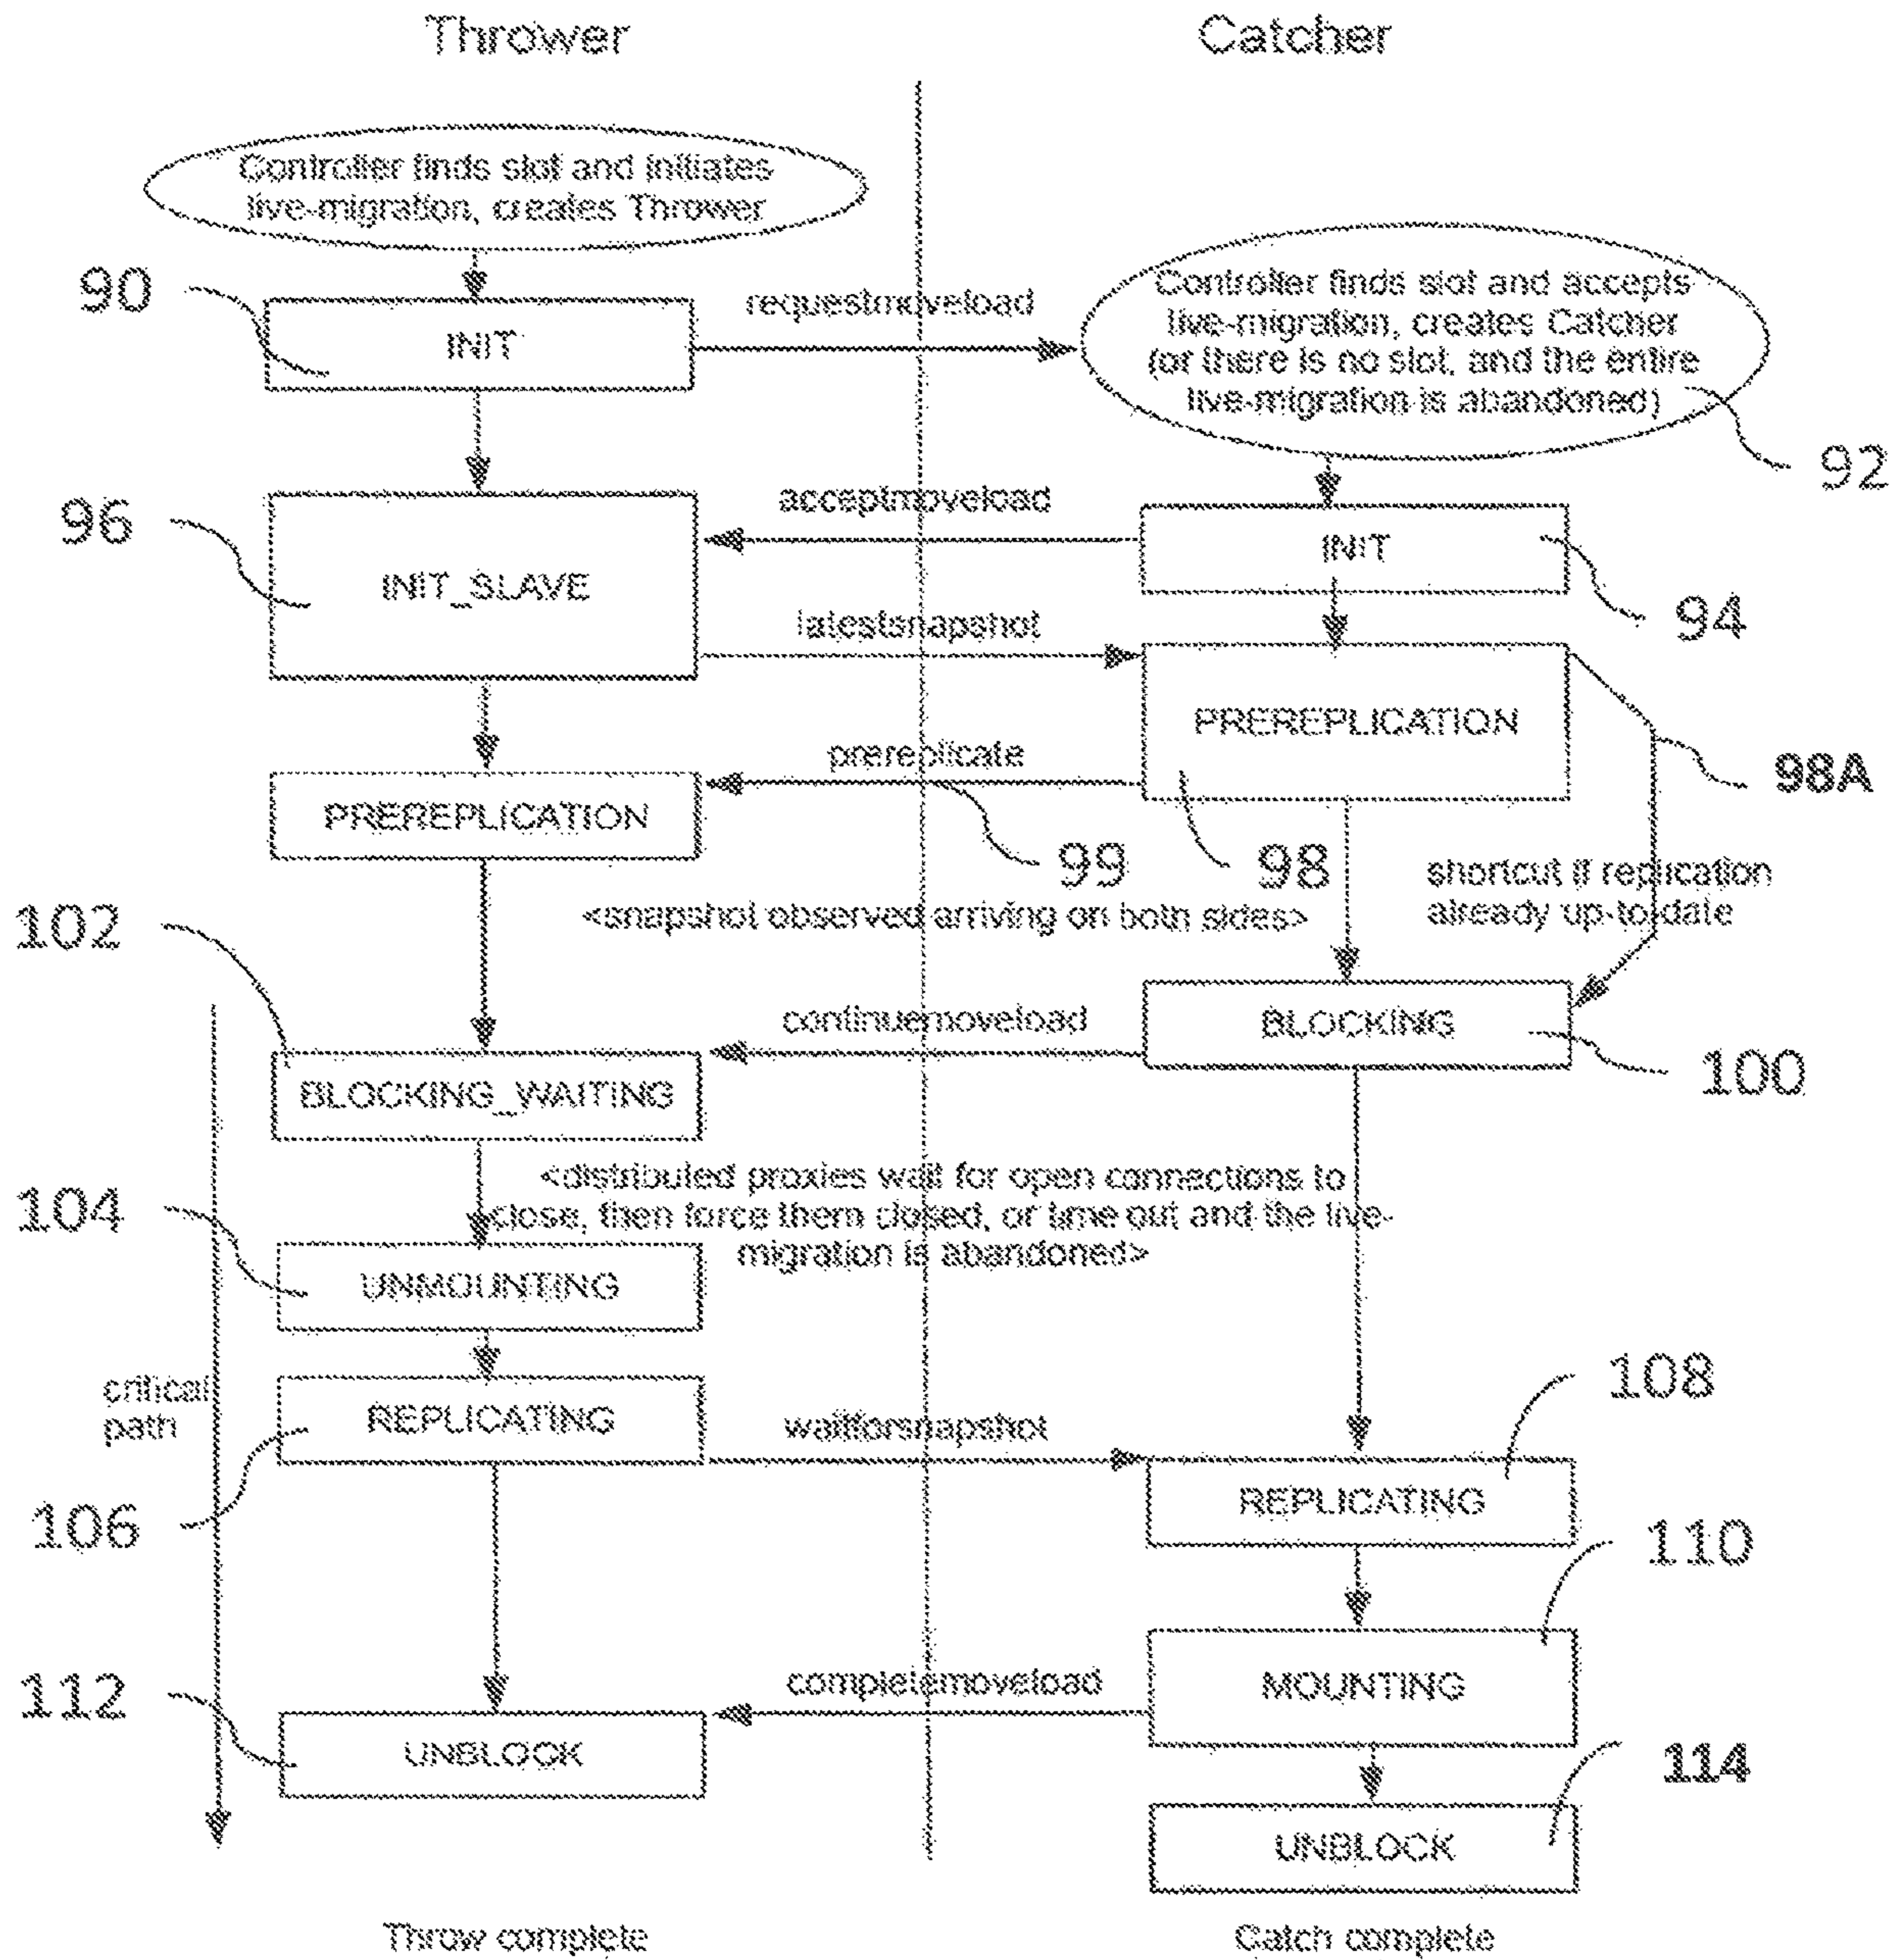 Thrower
Catcher
Controller finds slot and initiates
live-migration, creates Thrower
90
INIT
requestmoveload
Controller finds slot and accepts
live-migration, creates Catcher
(or there is no slot, and the entire
live-migration is abandoned)
92
96
INIT_SLAVE
acceptmoveload
INIT
94
latestsnapshot
PREREPLICATION
98A
prereplicate
PREREPLICATION
99
98
shortcut if replication
already up-to-date
<snapshot observed arriving on both sides>
102
continuemoveload
BLOCKING
100
BLOCKING_WAITING
<distributed proxies wait for open connections to
close, then force them closed, or time out and the live-
migration is abandoned>
104
UNMOUNTING
critical
path
REPLICATING
106
waitforsnapshot
108
REPLICATING
110
112
completemoveload
MOUNTING
UNBLOCK
114
UNBLOCK
Throw complete
Catch complete